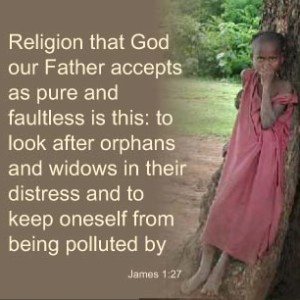 Religion that God
our Father accepts
as pure and
faultless is this: to
look after orphans
and widows in their
distress and to
keep oneself from
being polluted by
James 1:27